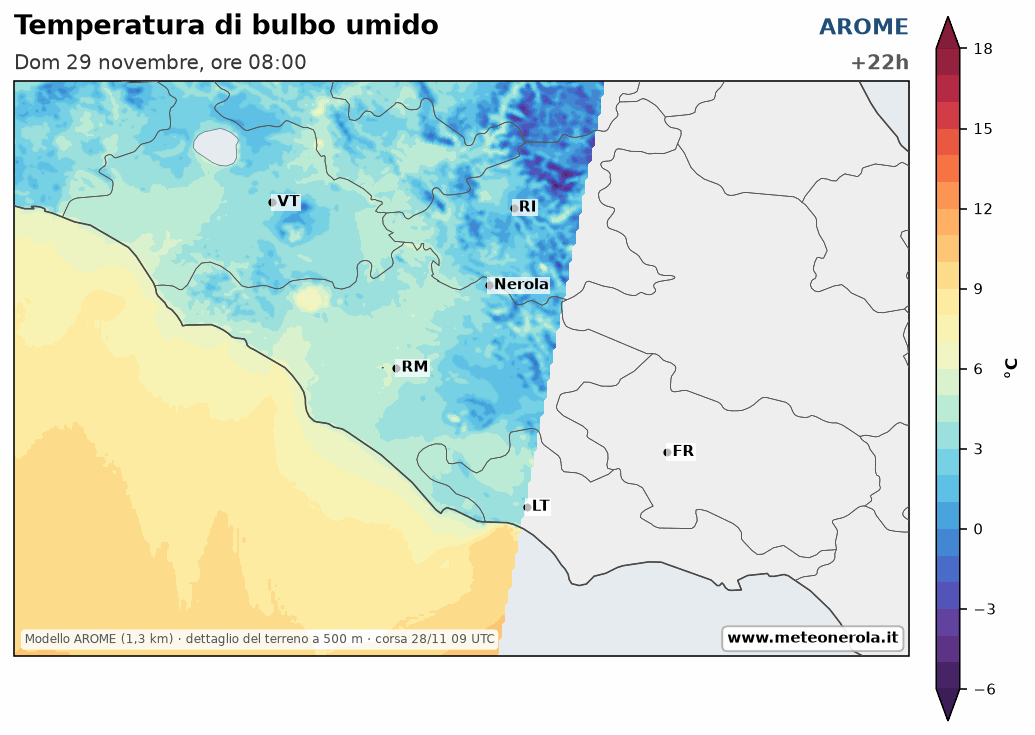 Temperatura di bulbo umido
AROME
Dom 29 novembre, ore 08:00
+22h
VT
RI
Nerola
RM
FR
LT
Modello AROME (1,3 km) · dettaglio del terreno a 500 m · corsa 28/11 09 UTC
www.meteonerola.it
18
15
12
9
6
3
0
−3
−6
°C